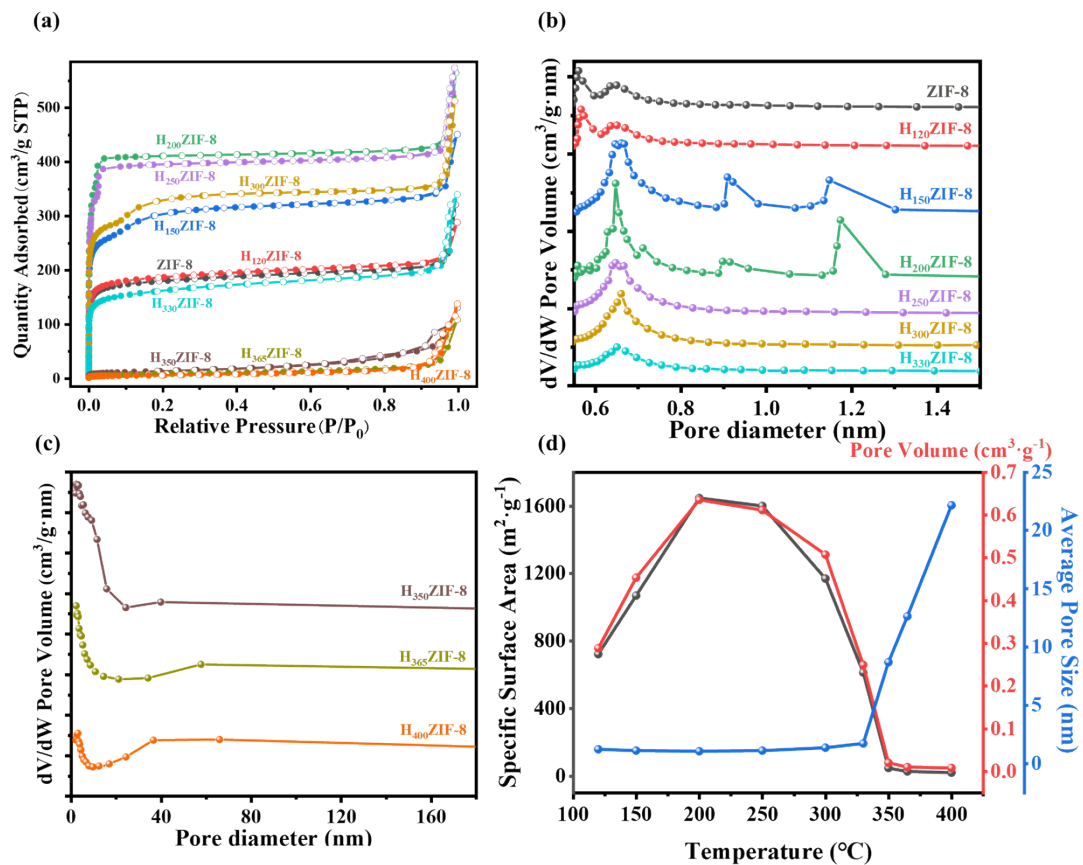 (a)
Quantity Adsorbed (cm³/g STP)
500
400
300
200
100
0
H₂₀₀ZIF-8
H₂₅₀ZIF-8
H₃₀₀ZIF-8
H₁₅₀ZIF-8
ZIF-8
H₁₂₀ZIF-8
H₃₃₀ZIF-8
H₃₅₀ZIF-8
H₃₆₅ZIF-8
H₄₀₀ZIF-8
0.0 0.2 0.4 0.6 0.8 1.0
Relative Pressure (P/P₀)
(b)
dV/dW Pore Volume (cm³/g·nm)
ZIF-8
H₁₂₀ZIF-8
H₁₅₀ZIF-8
H₂₀₀ZIF-8
H₂₅₀ZIF-8
H₃₀₀ZIF-8
H₃₃₀ZIF-8
0.6 0.8 1.0 1.2 1.4
Pore diameter (nm)
(c)
dV/dW Pore Volume (cm³/g·nm)
H₃₅₀ZIF-8
H₃₆₅ZIF-8
H₄₀₀ZIF-8
0 40 80 120 160
Pore diameter (nm)
(d)
Pore Volume (cm³·g⁻¹)
Specific Surface Area (m²·g⁻¹)
1600
1200
800
400
0
0.7
0.6
0.5
0.4
0.3
0.2
0.1
0.0
25
20
15
10
5
0
Average Pore
Size (nm)
100 150 200 250 300 350 400
Temperature (°C)